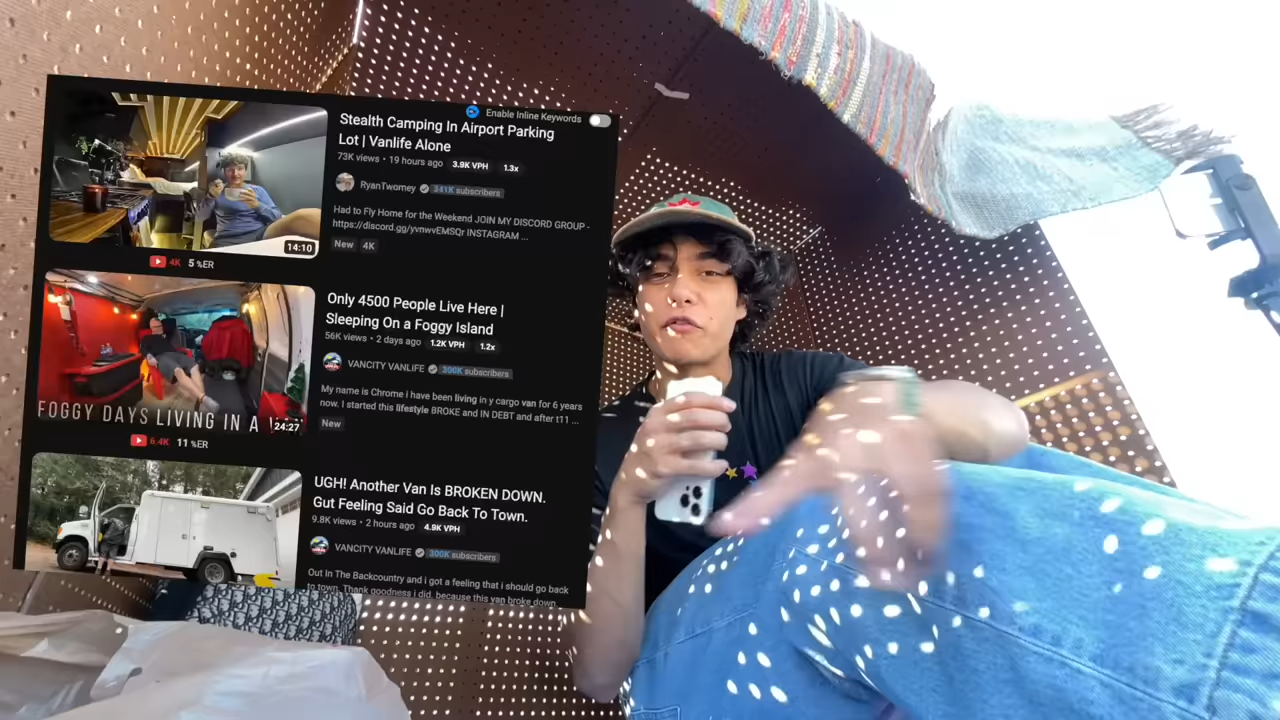 Enable Inline Keywords
Stealth Camping In Airport Parking
Lot | Vanlife Alone
73K views • 19 hours ago 3.9K VPH 1.3x
RyanTwomey 341K subscribers
Had to Fly Home for the Weekend JOIN MY DISCORD GROUP -
https://discord.gg/yvnwvEMSQr INSTAGRAM ...
New 4K
14:10
4K 5 %ER
Only 4500 People Live Here |
Sleeping On a Foggy Island
56K views • 2 days ago 1.2K VPH 1.2x
VANCITY VANLIFE 300K subscribers
My name is Chrome i have been living in y cargo van for 6 years
now. I started this lifestyle BROKE and IN DEBT and after t11 ...
New
FOGGY DAYS LIVING IN A
24:27
6.4K 11 %ER
UGH! Another Van Is BROKEN DOWN.
Gut Feeling Said Go Back To Town.
9.8K views • 2 hours ago 4.9K VPH
VANCITY VANLIFE 300K subscribers
Out In The Backcountry and i got a feeling that i should go back
to town. Thank goodness i did, because this van broke down.